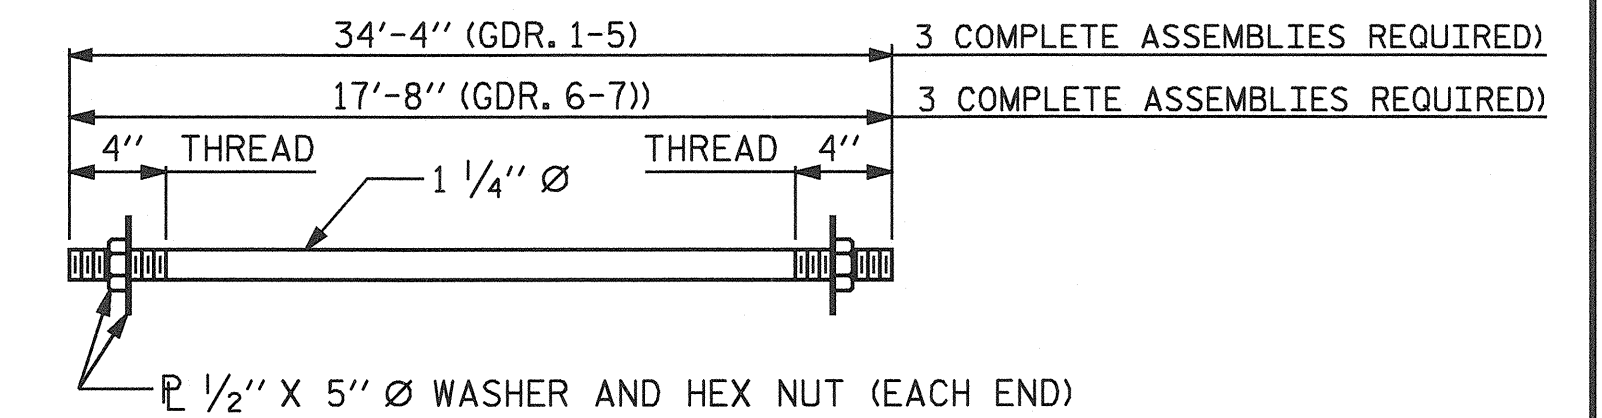 34'-4" (GDR. 1-5) 3 COMPLETE ASSEMBLIES REQUIRED)
17'-8" (GDR. 6-7)) 3 COMPLETE ASSEMBLIES REQUIRED)
4" THREAD THREAD 4"
1 1/4" Ø
℄ 1/2" X 5" Ø WASHER AND HEX NUT (EACH END)